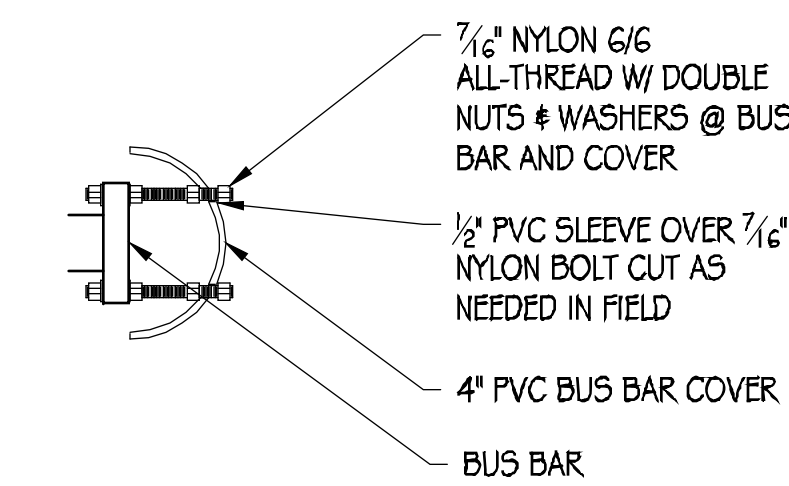 7/16" NYLON 6/6
ALL-THREAD W/ DOUBLE
NUTS & WASHERS @ BUS
BAR AND COVER
1/2" PVC SLEEVE OVER 7/16"
NYLON BOLT CUT AS
NEEDED IN FIELD
4" PVC BUS BAR COVER
BUS BAR